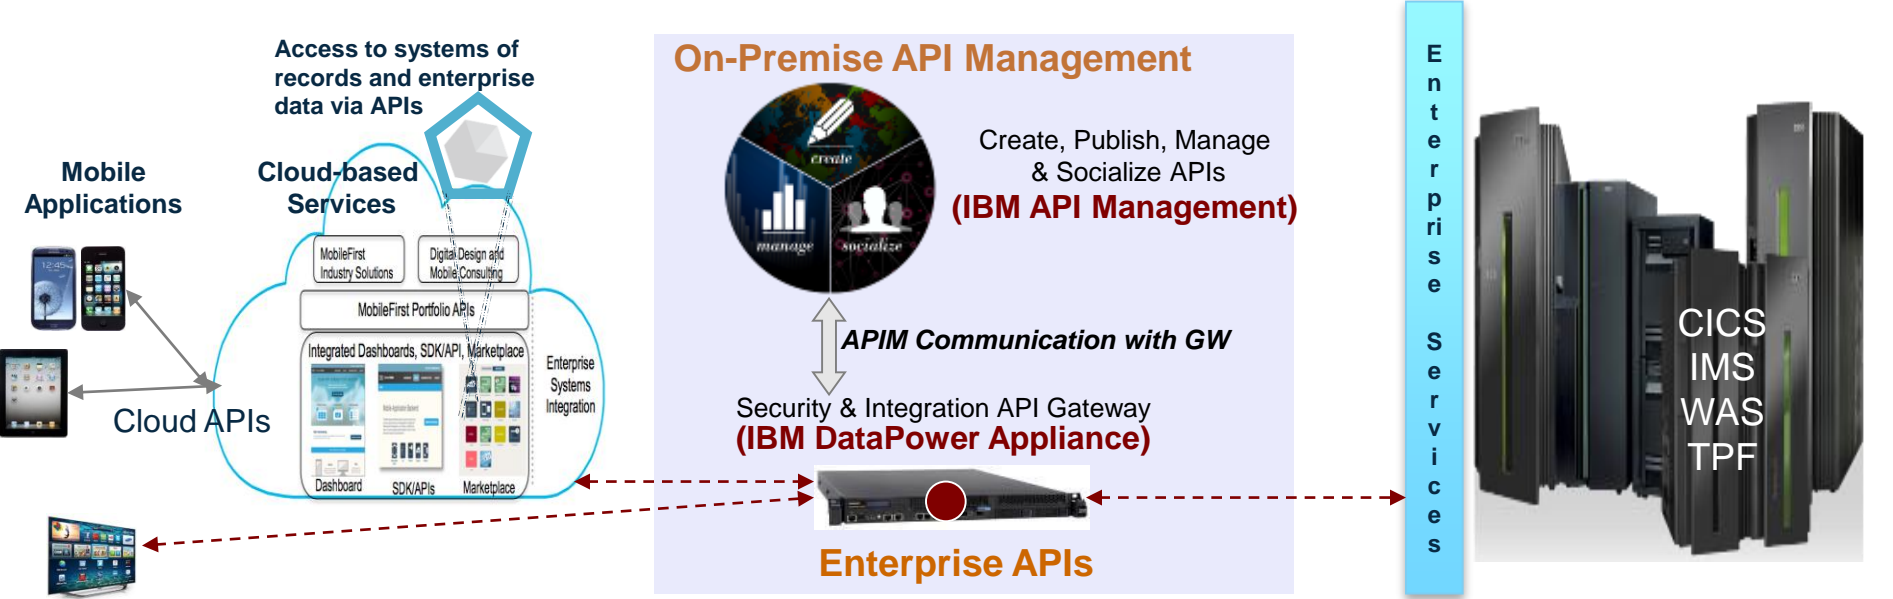 Access to systems of
records and enterprise
data via APIs
Mobile
Applications
Cloud-based
Services
MobileFirst
Industry Solutions
Digital Design and
Mobile Consulting
MobileFirst Portfolio APIs
Integrated Dashboards, SDK/API, Marketplace
Enterprise
Systems
Integration
Dashboard
SDK/APIs
Marketplace
Cloud APIs
12:45
On-Premise API Management
create
manage
socialize
Create, Publish, Manage
& Socialize APIs
(IBM API Management)
APIM Communication with GW
Security & Integration API Gateway
(IBM DataPower Appliance)
Enterprise APIs
E
n
t
e
r
p
ri
s
e
S
e
r
v
i
c
e
s
CICS
IMS
WAS
TPF